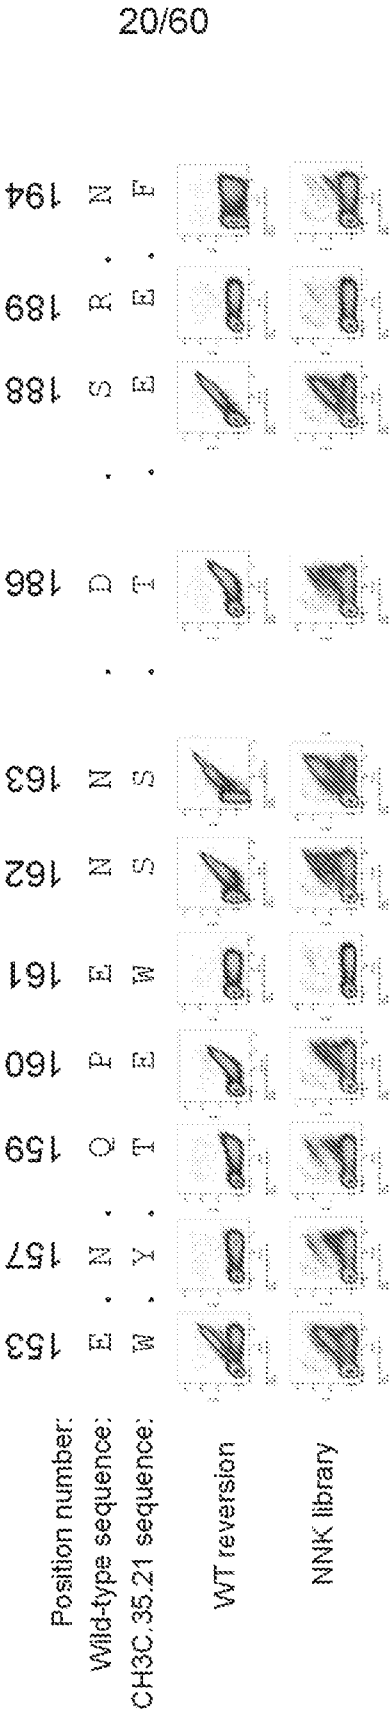 20/60
Position number: 153 157 159 160 161 162 163 186 188 189 194
Wild-type sequence: E . N . Q P E N N . D . S R . N
CH3C.35.21 sequence: W . Y . T E W S S . T . E E . F
WT reversion
NNK library